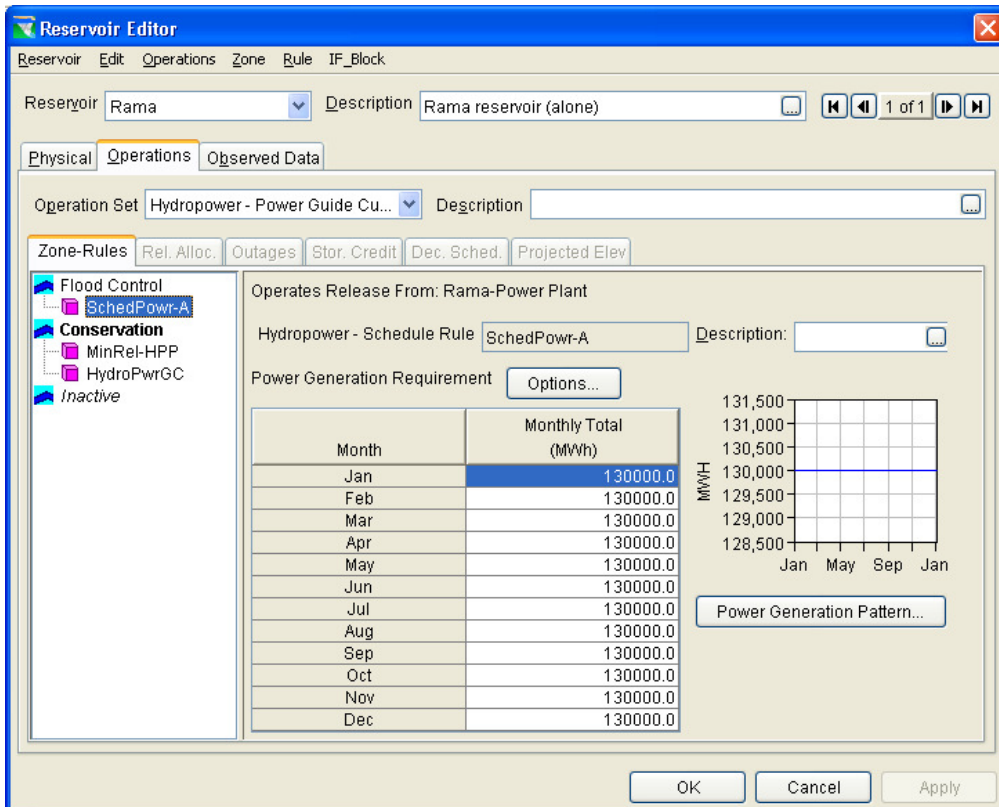 Reservoir Editor
Reservoir Edit Operations Zone Rule IF_Block
Reservoir Rama Description Rama reservoir (alone) ... 1 of 1
Physical Operations Observed Data
Operation Set Hydropower - Power Guide Cu... Description ...
Zone-Rules Rel. Alloc. Outages Stor. Credit Dec. Sched. Projected Elev
Flood Control
SchedPowr-A
Conservation
MinRel-HPP
HydroPwrGC
Inactive
Operates Release From: Rama-Power Plant
Hydropower - Schedule Rule SchedPowr-A Description: ...
Power Generation Requirement Options...
Month Monthly Total (MWh)
Jan 130000.0
Feb 130000.0
Mar 130000.0
Apr 130000.0
May 130000.0
Jun 130000.0
Jul 130000.0
Aug 130000.0
Sep 130000.0
Oct 130000.0
Nov 130000.0
Dec 130000.0
MWH
131,500
131,000
130,500
130,000
129,500
129,000
128,500
Jan May Sep Jan
Power Generation Pattern...
OK Cancel Apply